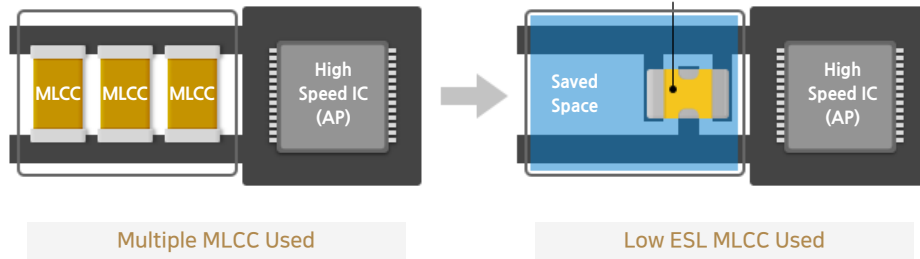 MLCC
MLCC
MLCC
High
Speed IC
(AP)
Saved
Space
High
Speed IC
(AP)
Multiple MLCC Used
Low ESL MLCC Used